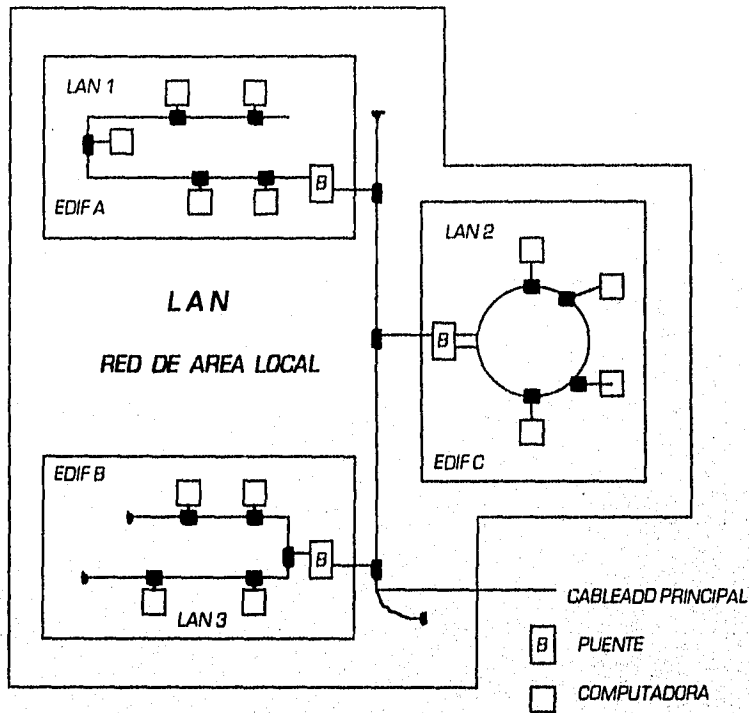 LAN 1
B
EDIF A
LAN 2
B
EDIF C
LAN
RED DE AREA LOCAL
EDIF B
B
LAN 3
CABLEADO PRINCIPAL
B PUENTE
COMPUTADORA